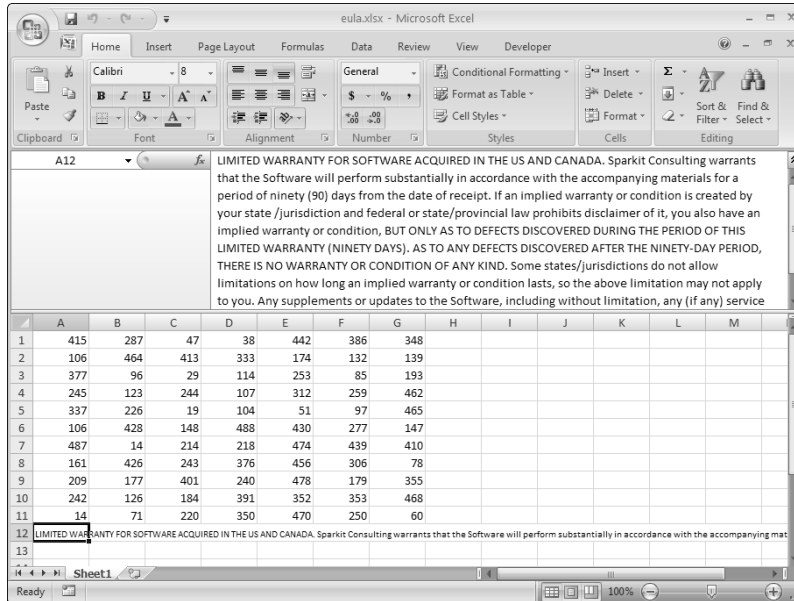 eula.xlsx - Microsoft Excel
Home Insert Page Layout Formulas Data Review View Developer
Paste
Calibri 8
B I U A A
A
General
$ % ,
.0 .00 .00 .0
Conditional Formatting
Format as Table
Cell Styles
Insert
Delete
Format
Σ
Sort & Filter
Find & Select
Clipboard Font Alignment Number Styles Cells Editing
A12 fx LIMITED WARRANTY FOR SOFTWARE ACQUIRED IN THE US AND CANADA. Sparkit Consulting warrants
that the Software will perform substantially in accordance with the accompanying materials for a
period of ninety (90) days from the date of receipt. If an implied warranty or condition is created by
your state /jurisdiction and federal or state/provincial law prohibits disclaimer of it, you also have an
implied warranty or condition, BUT ONLY AS TO DEFECTS DISCOVERED DURING THE PERIOD OF THIS
LIMITED WARRANTY (NINETY DAYS). AS TO ANY DEFECTS DISCOVERED AFTER THE NINETY-DAY PERIOD,
THERE IS NO WARRANTY OR CONDITION OF ANY KIND. Some states/jurisdictions do not allow
limitations on how long an implied warranty or condition lasts, so the above limitation may not apply
to you. Any supplements or updates to the Software, including without limitation, any (if any) service
A B C D E F G H I J K L M
1 415 287 47 38 442 386 348
2 106 464 413 333 174 132 139
3 377 96 29 114 253 85 193
4 245 123 244 107 312 259 462
5 337 226 19 104 51 97 465
6 106 428 148 488 430 277 147
7 487 14 214 218 474 439 410
8 161 426 243 376 456 306 78
9 209 177 401 240 478 179 355
10 242 126 184 391 352 353 468
11 14 71 220 350 470 250 60
12 LIMITED WARRANTY FOR SOFTWARE ACQUIRED IN THE US AND CANADA. Sparkit Consulting warrants that the Software will perform substantially in accordance with the accompanying mat
13
Sheet1
Ready 100%